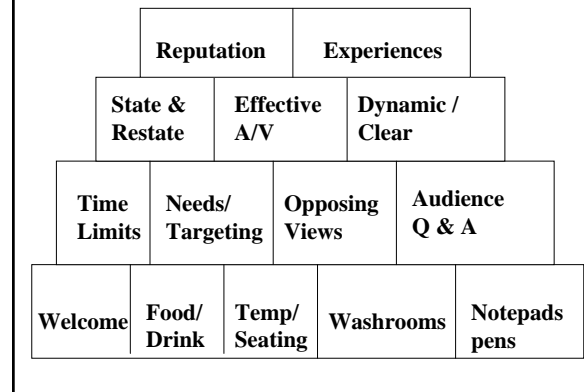 Reputation
Experiences
State &
Restate
Effective
A/V
Dynamic /
Clear
Time
Limits
Needs/
Targeting
Opposing
Views
Audience
Q & A
Welcome
Food/
Drink
Temp/
Seating
Washrooms
Notepads
pens